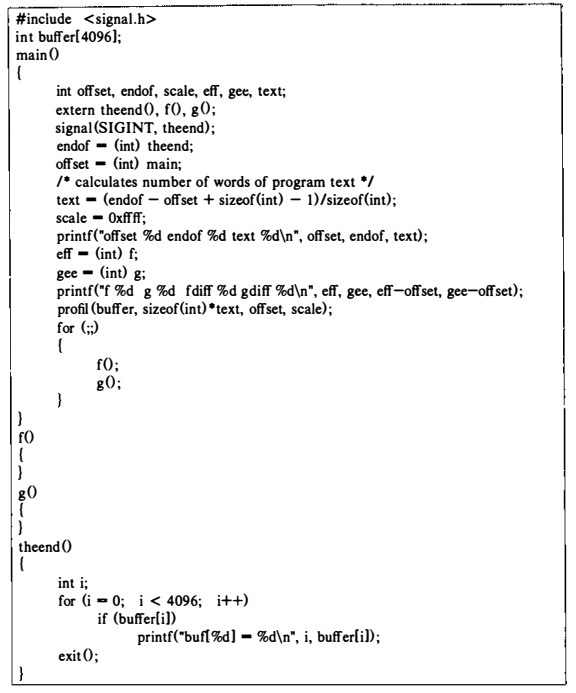 #include <signal.h>
int buffer[4096];
main()
{
int offset, endof, scale, eff, gee, text;
extern theend(), f(), g();
signal(SIGINT, theend);
endof = (int) theend;
offset = (int) main;
/* calculates number of words of program text */
text = (endof − offset + sizeof(int) − 1)/sizeof(int);
scale = 0xffff;
printf("offset %d endof %d text %d\n", offset, endof, text);
eff = (int) f;
gee = (int) g;
printf("f %d g %d fdiff %d gdiff %d\n", eff, gee, eff−offset, gee−offset);
profil(buffer, sizeof(int)*text, offset, scale);
for (;;)
{
f();
g();
}
}
f()
{
}
g()
{
}
theend()
{
int i;
for (i = 0; i < 4096; i++)
if (buffer[i])
printf("buf[%d] = %d\n", i, buffer[i]);
exit();
}